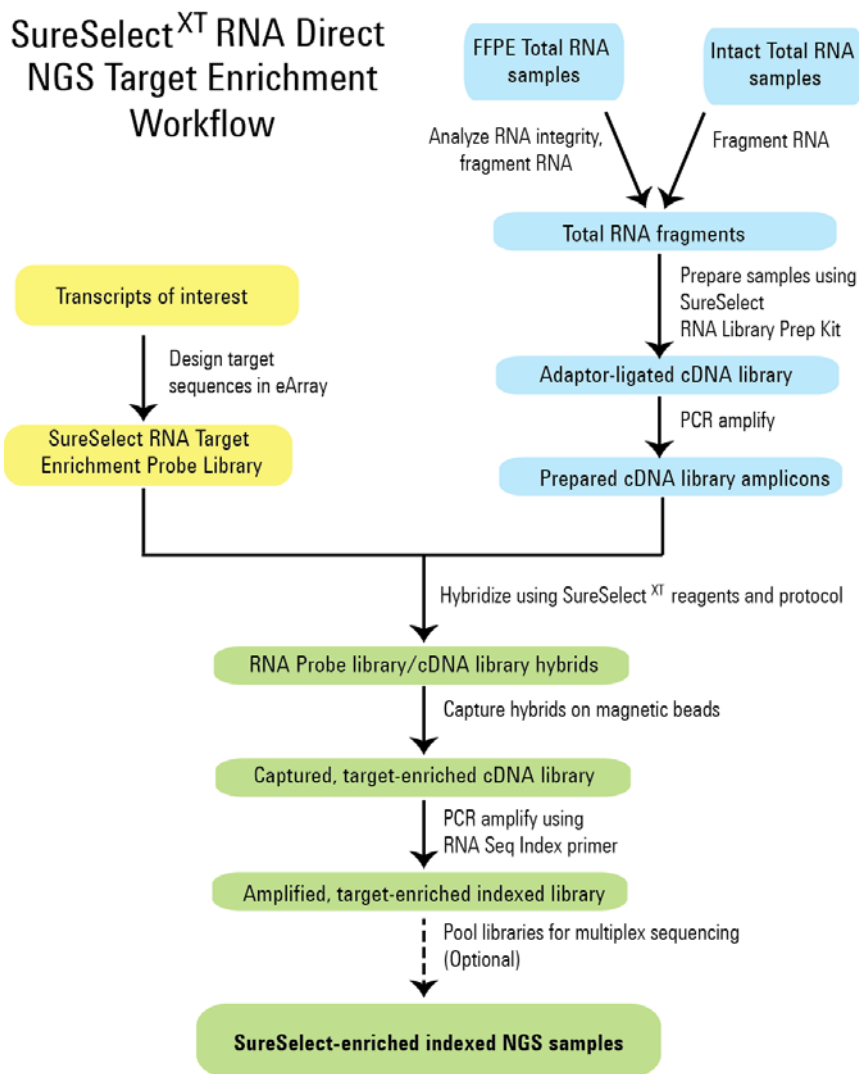 SureSelect^XT RNA Direct
NGS Target Enrichment
Workflow
FFPE Total RNA
samples
Intact Total RNA
samples
Analyze RNA integrity,
fragment RNA
Fragment RNA
Total RNA fragments
Prepare samples using
SureSelect
RNA Library Prep Kit
Transcripts of interest
Design target
sequences in eArray
Adaptor-ligated cDNA library
PCR amplify
SureSelect RNA Target
Enrichment Probe Library
Prepared cDNA library amplicons
Hybridize using SureSelect ^XT reagents and protocol
RNA Probe library/cDNA library hybrids
Capture hybrids on magnetic beads
Captured, target-enriched cDNA library
PCR amplify using
RNA Seq Index primer
Amplified, target-enriched indexed library
Pool libraries for multiplex sequencing
(Optional)
SureSelect-enriched indexed NGS samples